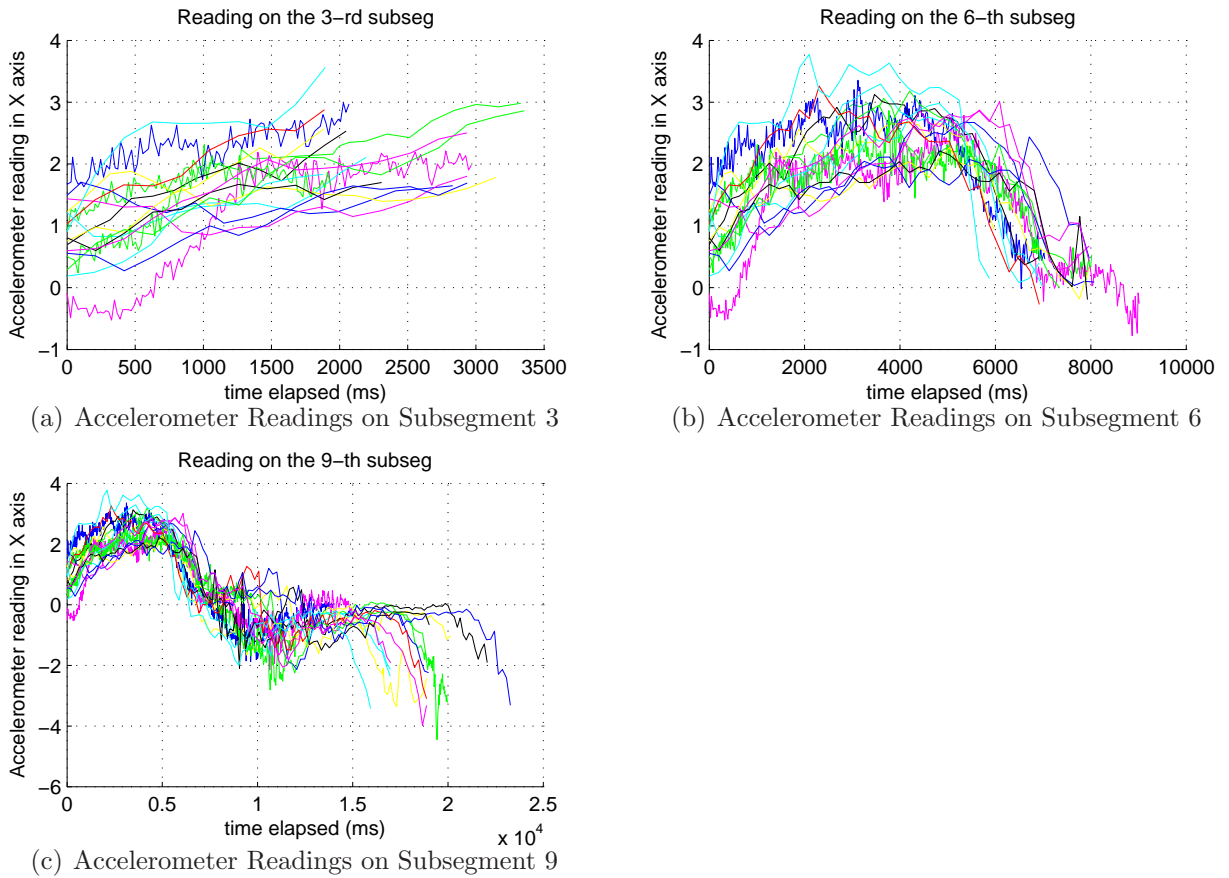 Reading on the 3−rd subseg
Accelerometer reading in X axis
4
3
2
1
0
−1
0 500 1000 1500 2000 2500 3000 3500
time elapsed (ms)
(a) Accelerometer Readings on Subsegment 3
Reading on the 6−th subseg
Accelerometer reading in X axis
4
3
2
1
0
−1
0 2000 4000 6000 8000 10000
time elapsed (ms)
(b) Accelerometer Readings on Subsegment 6
Reading on the 9−th subseg
Accelerometer reading in X axis
4
2
0
−2
−4
−6
0 0.5 1 1.5 2 2.5
time elapsed (ms)
x 10^4
(c) Accelerometer Readings on Subsegment 9